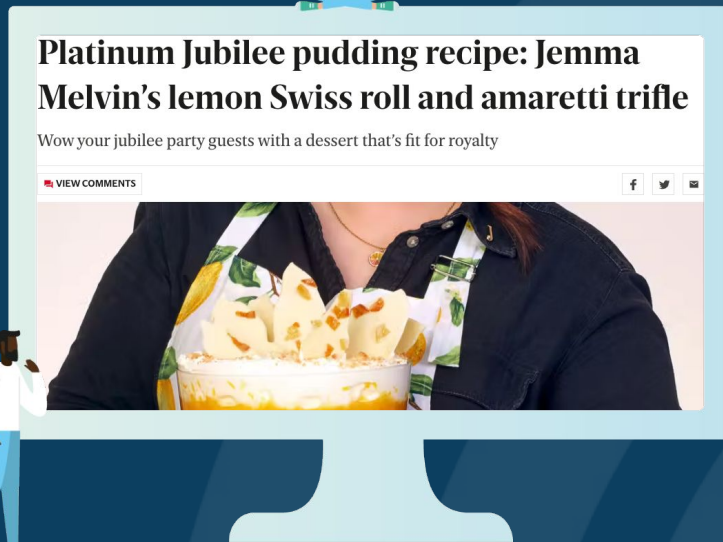 Platinum Jubilee pudding recipe: Jemma
Melvin’s lemon Swiss roll and amaretti trifle
Wow your jubilee party guests with a dessert that’s fit for royalty
VIEW COMMENTS